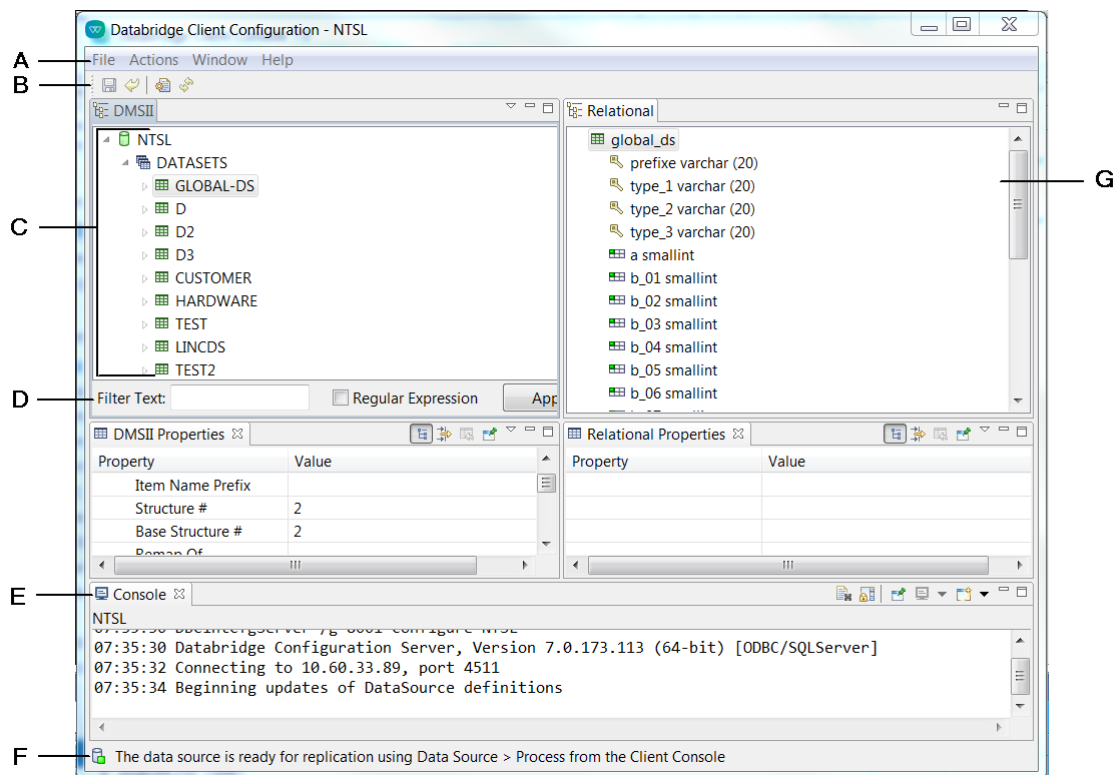 Databridge Client Configuration - NTSL
A
File Actions Window Help
B
DMSII
NTSL
DATASETS
GLOBAL-DS
D
D2
D3
CUSTOMER
HARDWARE
TEST
LINCDS
TEST2
C
D
Filter Text:
Regular Expression
App
Relational
global_ds
prefixe varchar (20)
type_1 varchar (20)
type_2 varchar (20)
type_3 varchar (20)
a smallint
b_01 smallint
b_02 smallint
b_03 smallint
b_04 smallint
b_05 smallint
b_06 smallint
G
DMSII Properties
Property Value
Item Name Prefix
Structure # 2
Base Structure # 2
Remap Of
Relational Properties
Property Value
E
Console
NTSL
07:35:30 Databridge Configuration Server, Version 7.0.173.113 (64-bit) [ODBC/SQLServer]
07:35:32 Connecting to 10.60.33.89, port 4511
07:35:34 Beginning updates of DataSource definitions
F
The data source is ready for replication using Data Source > Process from the Client Console